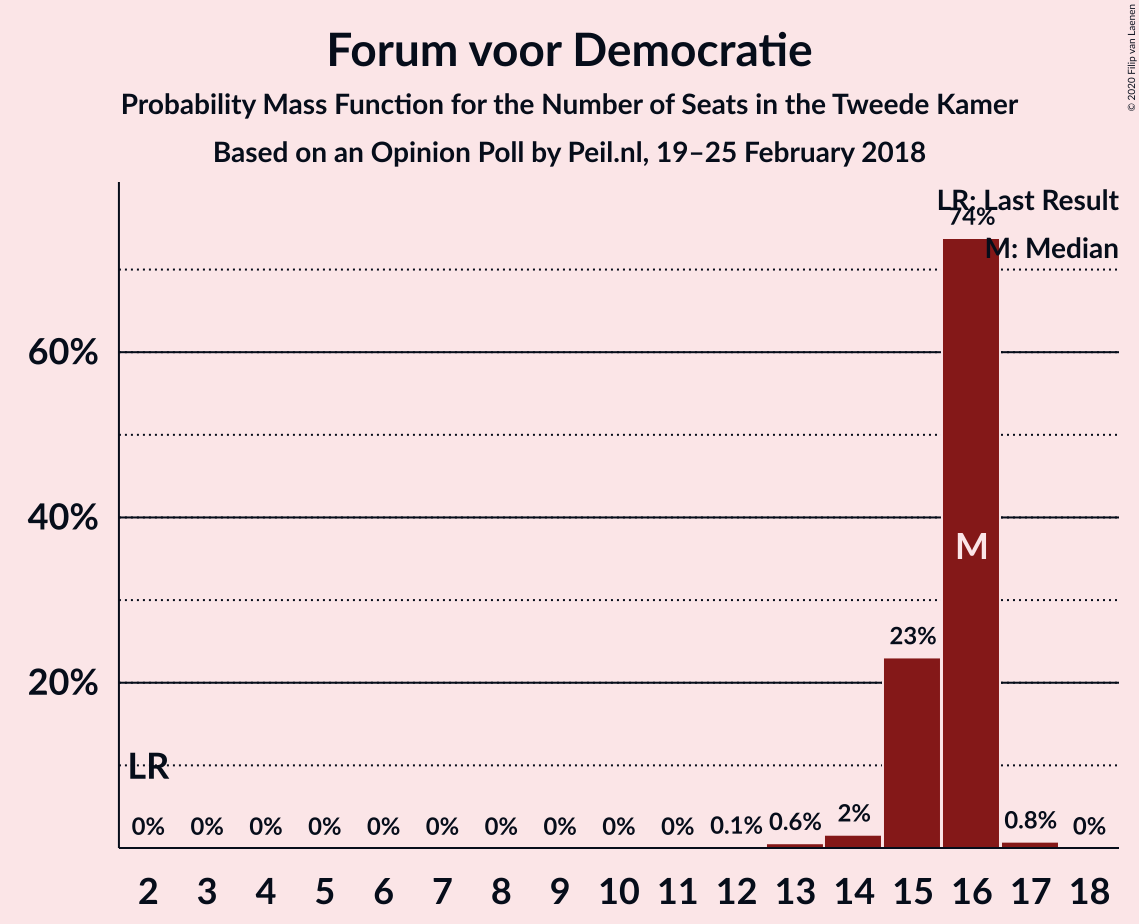 Forum voor Democratie
Probability Mass Function for the Number of Seats in the Tweede Kamer
Based on an Opinion Poll by Peil.nl, 19–25 February 2018
© 2020 Filip van Laenen
LR: Last Result
74%
M: Median
60%
40%
M
23%
20%
LR
0% 0% 0% 0% 0% 0% 0% 0% 0% 0% 0.1% 0.6% 2% 0.8% 0%
2 3 4 5 6 7 8 9 10 11 12 13 14 15 16 17 18